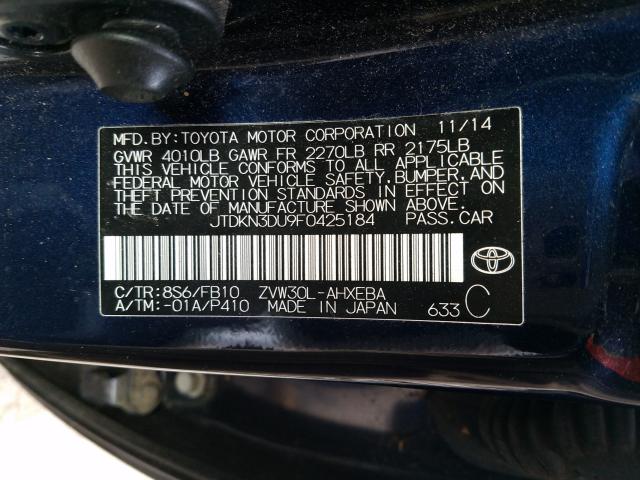 MFD.BY:TOYOTA MOTOR CORPORATION 11/14
GVWR 4010LB GAWR FR 2270LB RR 2175LB
THIS VEHICLE CONFORMS TO ALL APPLICABLE
FEDERAL MOTOR VEHICLE SAFETY,BUMPER,AND
THEFT PREVENTION STANDARDS IN EFFECT ON
THE DATE OF MANUFACTURE SHOWN ABOVE.
JTDKN3DU9F0425184 PASS.CAR
C/TR:8S6/FB10 ZVW30L-AHXEBA
A/TM:-01A/P410 MADE IN JAPAN 633 C